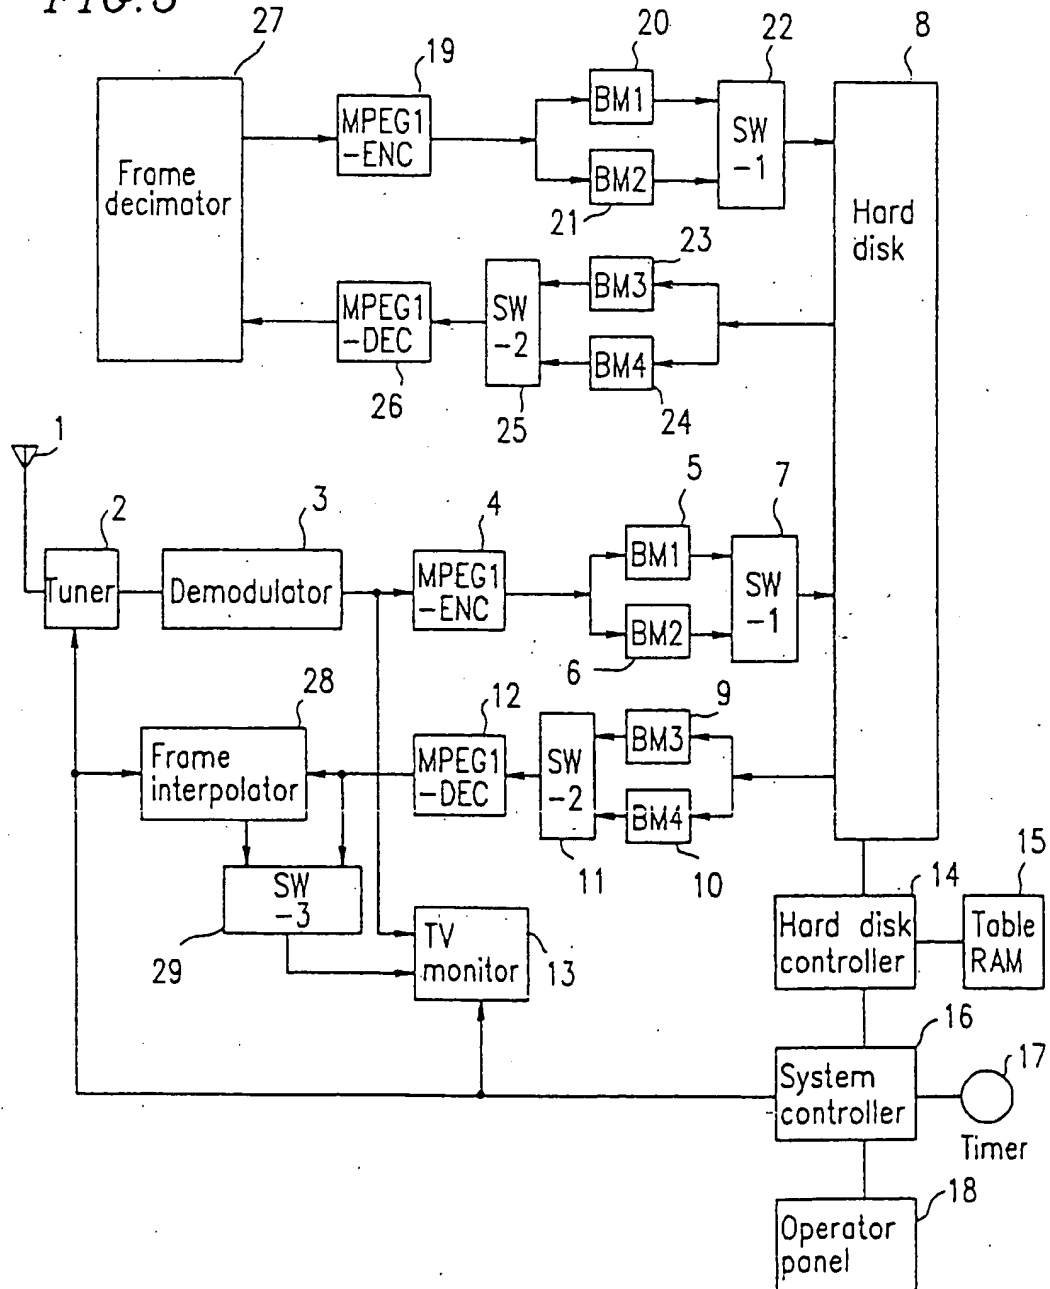 27
19
20
22
8
MPEG1
-ENC
BM1
SW
-1
Frame
decimator
BM2
21
Hard
disk
23
MPEG1
-DEC
SW
-2
BM3
BM4
26
25
24
1
2
3
4
5
7
Tuner
Demodulator
MPEG1
-ENC
BM1
SW
-1
BM2
6
28
12
9
Frame
interpolator
MPEG1
-DEC
SW
-2
BM3
BM4
11
10
14
15
SW
-3
29
TV
monitor
13
Hard disk
controller
Table
RAM
16
17
System
controller
Timer
18
Operator
panel